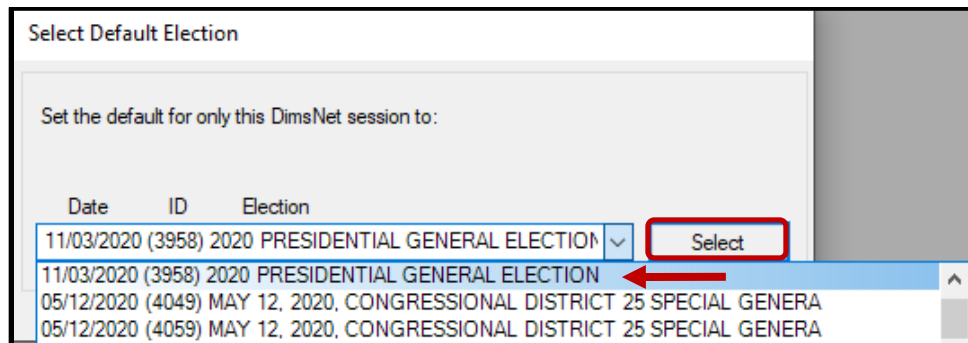 Select Default Election
Set the default for only this DimsNet session to:
Date ID Election
11/03/2020 (3958) 2020 PRESIDENTIAL GENERAL ELECTION Select
11/03/2020 (3958) 2020 PRESIDENTIAL GENERAL ELECTION
05/12/2020 (4049) MAY 12, 2020, CONGRESSIONAL DISTRICT 25 SPECIAL GENERA
05/12/2020 (4059) MAY 12, 2020, CONGRESSIONAL DISTRICT 25 SPECIAL GENERA